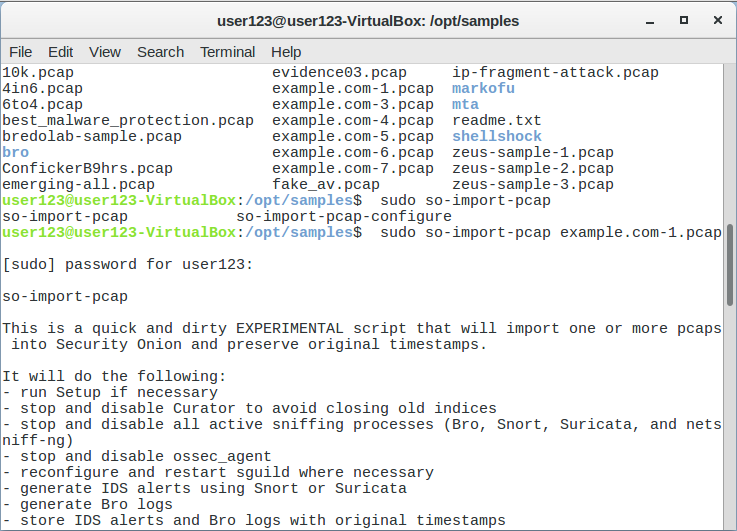 user123@user123-VirtualBox: /opt/samples
File Edit View Search Terminal Help
10k.pcap evidence03.pcap ip-fragment-attack.pcap
4in6.pcap example.com-1.pcap markofu
6to4.pcap example.com-3.pcap mta
best_malware_protection.pcap example.com-4.pcap readme.txt
bredolab-sample.pcap example.com-5.pcap shellshock
bro example.com-6.pcap zeus-sample-1.pcap
ConfickerB9hrs.pcap example.com-7.pcap zeus-sample-2.pcap
emerging-all.pcap fake_av.pcap zeus-sample-3.pcap
user123@user123-VirtualBox:/opt/samples$ sudo so-import-pcap
so-import-pcap so-import-pcap-configure
user123@user123-VirtualBox:/opt/samples$ sudo so-import-pcap example.com-1.pcap
[sudo] password for user123:
so-import-pcap
This is a quick and dirty EXPERIMENTAL script that will import one or more pcaps
into Security Onion and preserve original timestamps.
It will do the following:
- run Setup if necessary
- stop and disable Curator to avoid closing old indices
- stop and disable all active sniffing processes (Bro, Snort, Suricata, and nets
niff-ng)
- stop and disable ossec_agent
- reconfigure and restart sguild where necessary
- generate IDS alerts using Snort or Suricata
- generate Bro logs
- store IDS alerts and Bro logs with original timestamps